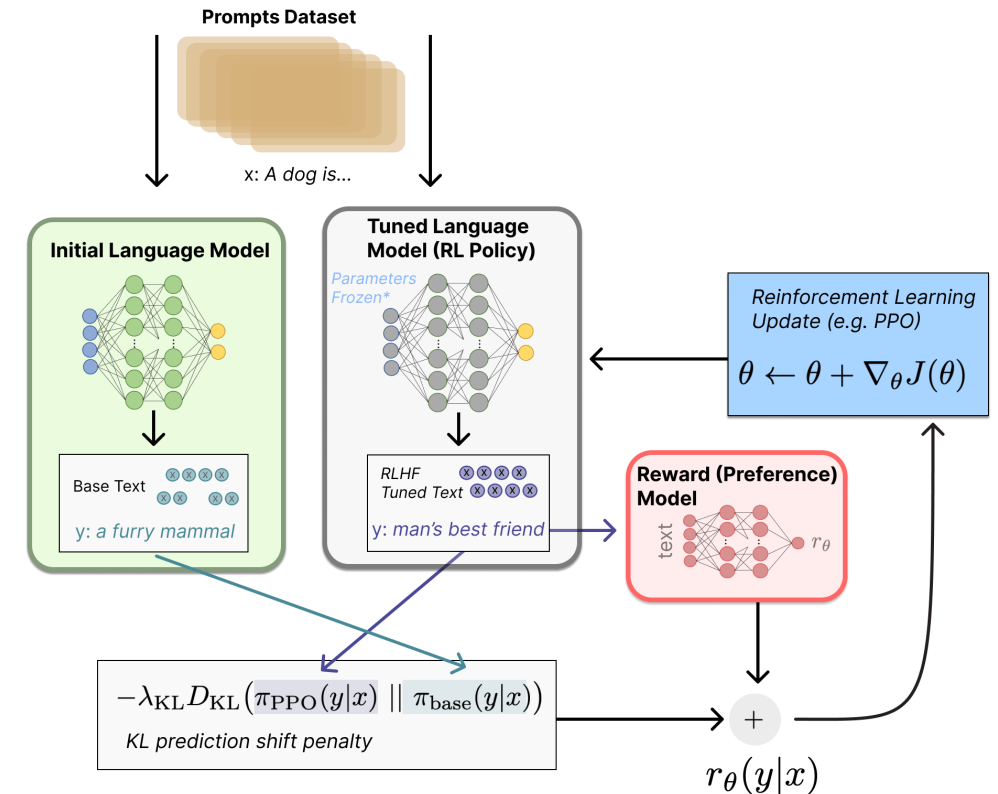 Prompts Dataset
x: A dog is...
Initial Language Model
Base Text
x x x x
x x x x
y: a furry mammal
Tuned Language
Model (RL Policy)
Parameters
Frozen*
RLHF
Tuned Text
x x x x
x x x x
y: man's best friend
Reinforcement Learning
Update (e.g. PPO)
θ ← θ + ∇θJ(θ)
Reward (Preference)
Model
text
rθ
−λKL DKL(πPPO(y|x) || πbase(y|x))
KL prediction shift penalty
+
rθ(y|x)